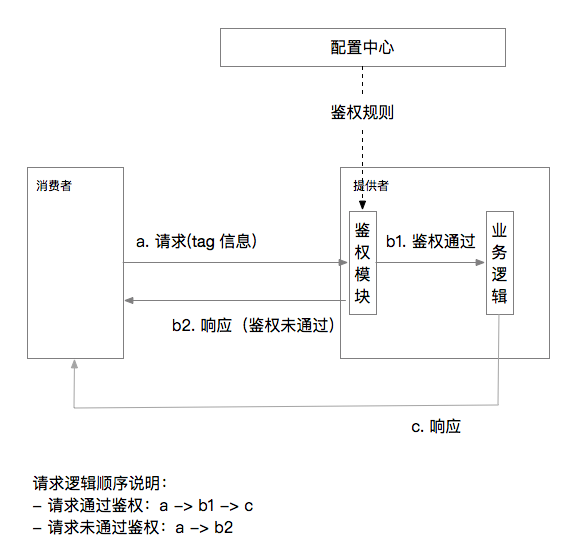 配置中心
鉴权规则
消费者
提供者
a. 请求(tag 信息)
鉴权模块
b1. 鉴权通过
业务逻辑
b2. 响应（鉴权未通过）
c. 响应
请求逻辑顺序说明：
– 请求通过鉴权：a –> b1 –> c
– 请求未通过鉴权：a –> b2